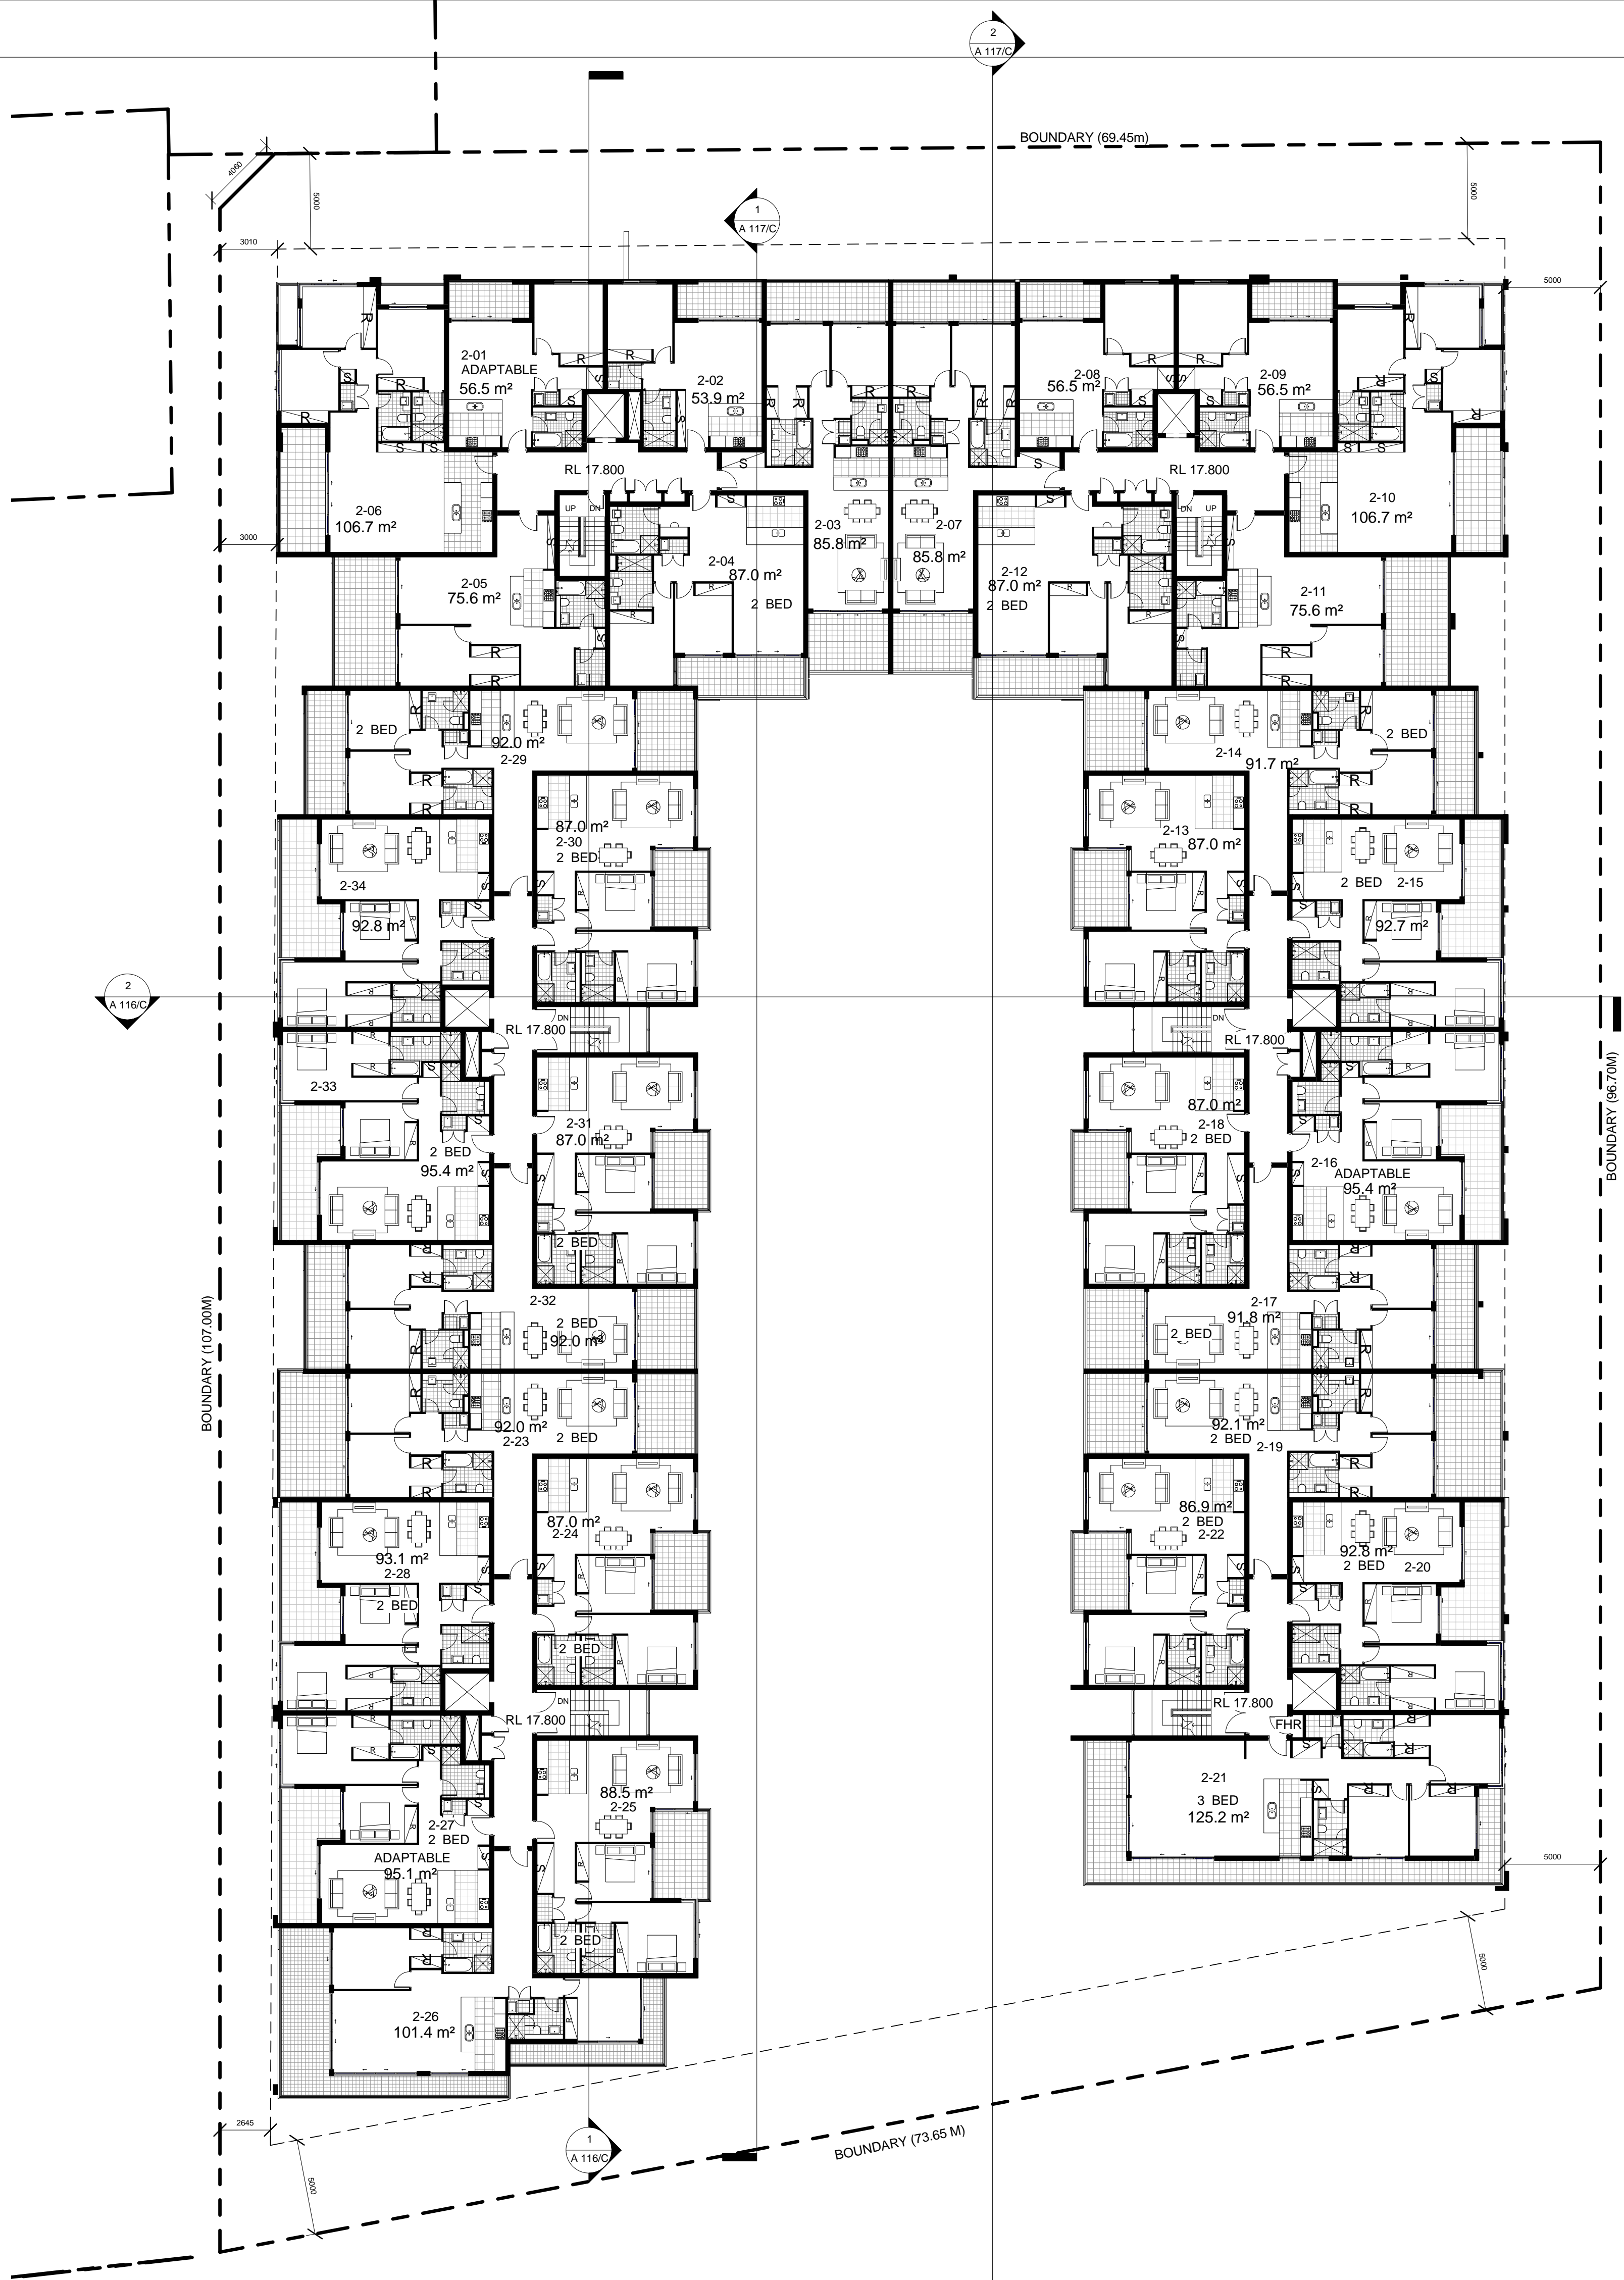 2
A 117/C
BOUNDARY (69.45m)
4060
5000
5000
1
A 117/C
3010
5000
R
R
2-01
ADAPTABLE
56.5 m²
R
S
R
2-02
53.9 m²
R
R
R
R
R
R
2-08
56.5 m²
R
S
S
R
2-09
56.5 m²
R
R
S
S
R
S
S
S
S
S
R
S
S
RL 17.800
S
S
RL 17.800
2-06
106.7 m²
UP
DN
S
S
DN
UP
2-10
106.7 m²
2-03
85.8 m²
2-07
85.8 m²
3000
S
S
2-04
87.0 m²
2-12
87.0 m²
2-05
75.6 m²
R
2 BED
2 BED
R
2-11
75.6 m²
R
R
S
R
R
S
R
R
2 BED
R
92.0 m²
2-29
2-14
91.7 m²
R
2 BED
R
R
R
R
87.0 m²
2-30
2 BED
2-13
87.0 m²
2-34
S
S
R
R
S
S
2 BED
2-15
92.8 m²
R
S
S
R
92.7 m²
R
R
R
R
2
A 116/C
RL 17.800
DN
DN
RL 17.800
R
R
R
R
2-33
S
S
BOUNDARY (96.70M)
2-31
87.0 m²
87.0 m²
2-18
2 BED
R
S
2 BED
95.4 m²
S
S
R
R
S
S
S
R
2-16
ADAPTABLE
95.4 m²
2 BED
R
R
R
R
R
R
2-32
2 BED
92.0 m²
2-17
91.8 m²
2 BED
R
R
BOUNDARY (107.00M)
R
92.0 m²
2-23
2 BED
92.1 m²
2 BED
2-19
R
R
R
R
R
93.1 m²
2-28
87.0 m²
2-24
86.9 m²
2 BED
2-22
92.8 m²
2 BED
2-20
S
S
S
S
2 BED
R
R
R
R
2 BED
R
R
R
R
RL 17.800
DN
RL 17.800
FHR
R
R
S
S
R
R
88.5 m²
2-25
2-21
3 BED
125.2 m²
S
R
R
2-27
2 BED
S
ADAPTABLE
95.1 m²
S
S
R
5000
R
R
2 BED
R
5000
2-26
101.4 m²
R
2645
1
A 116/C
BOUNDARY (73.65 M)
5000